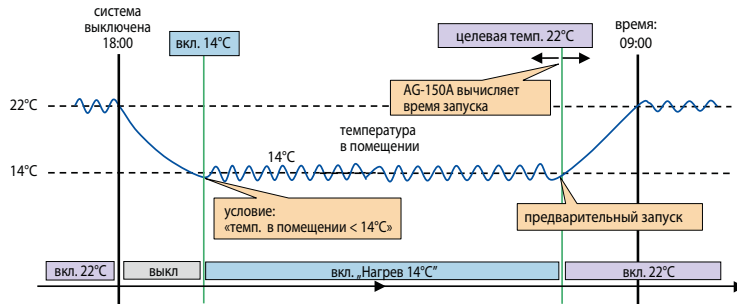 система
выключена
18:00
вкл. 14°C
целевая темп. 22°C
время:
09:00
AG-150A вычисляет
время запуска
22°C
температура
в помещении
14°C
14°C
условие:
«темп. в помещении < 14°C»
предварительный запуск
вкл. 22°C
выкл
вкл. „Нагрев 14°C"
вкл. 22°C